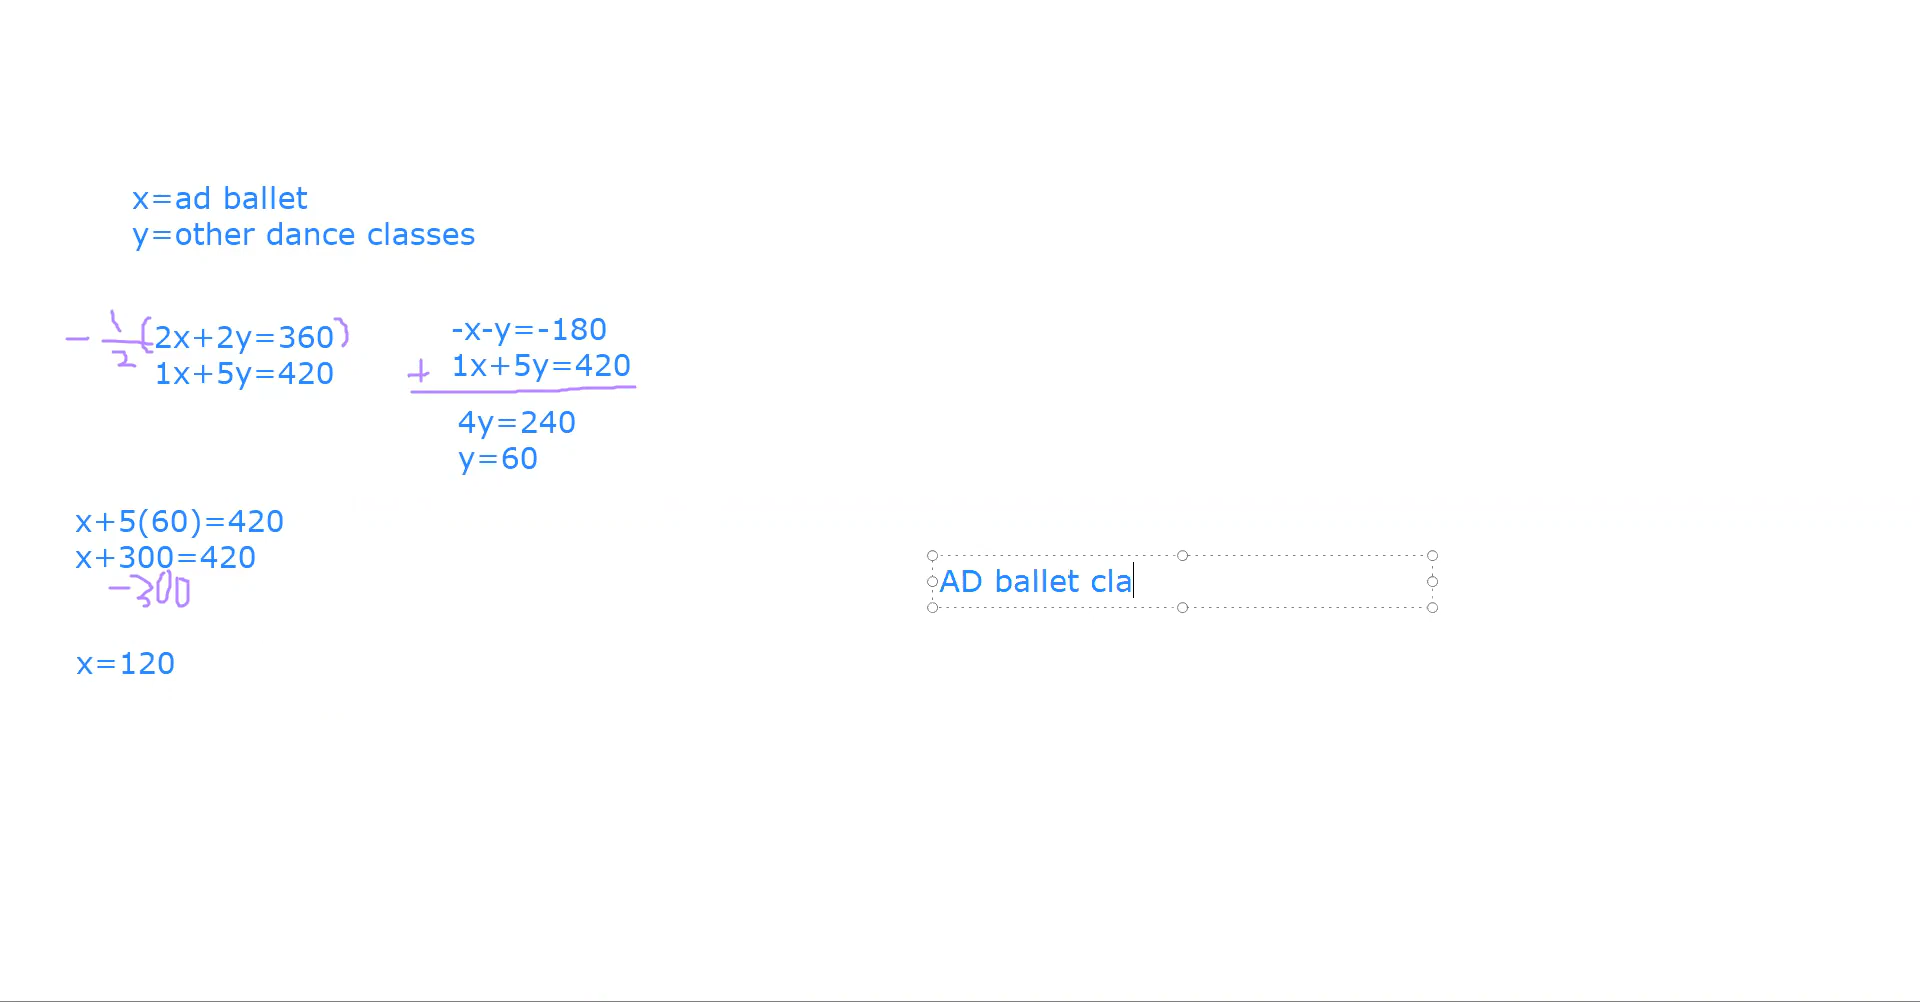 x=ad ballet
y=other dance classes
- 1/2 (2x+2y=360)
1x+5y=420
-x-y=-180
+ 1x+5y=420
4y=240
y=60
x+5(60)=420
x+300=420
-300
x=120
AD ballet cla